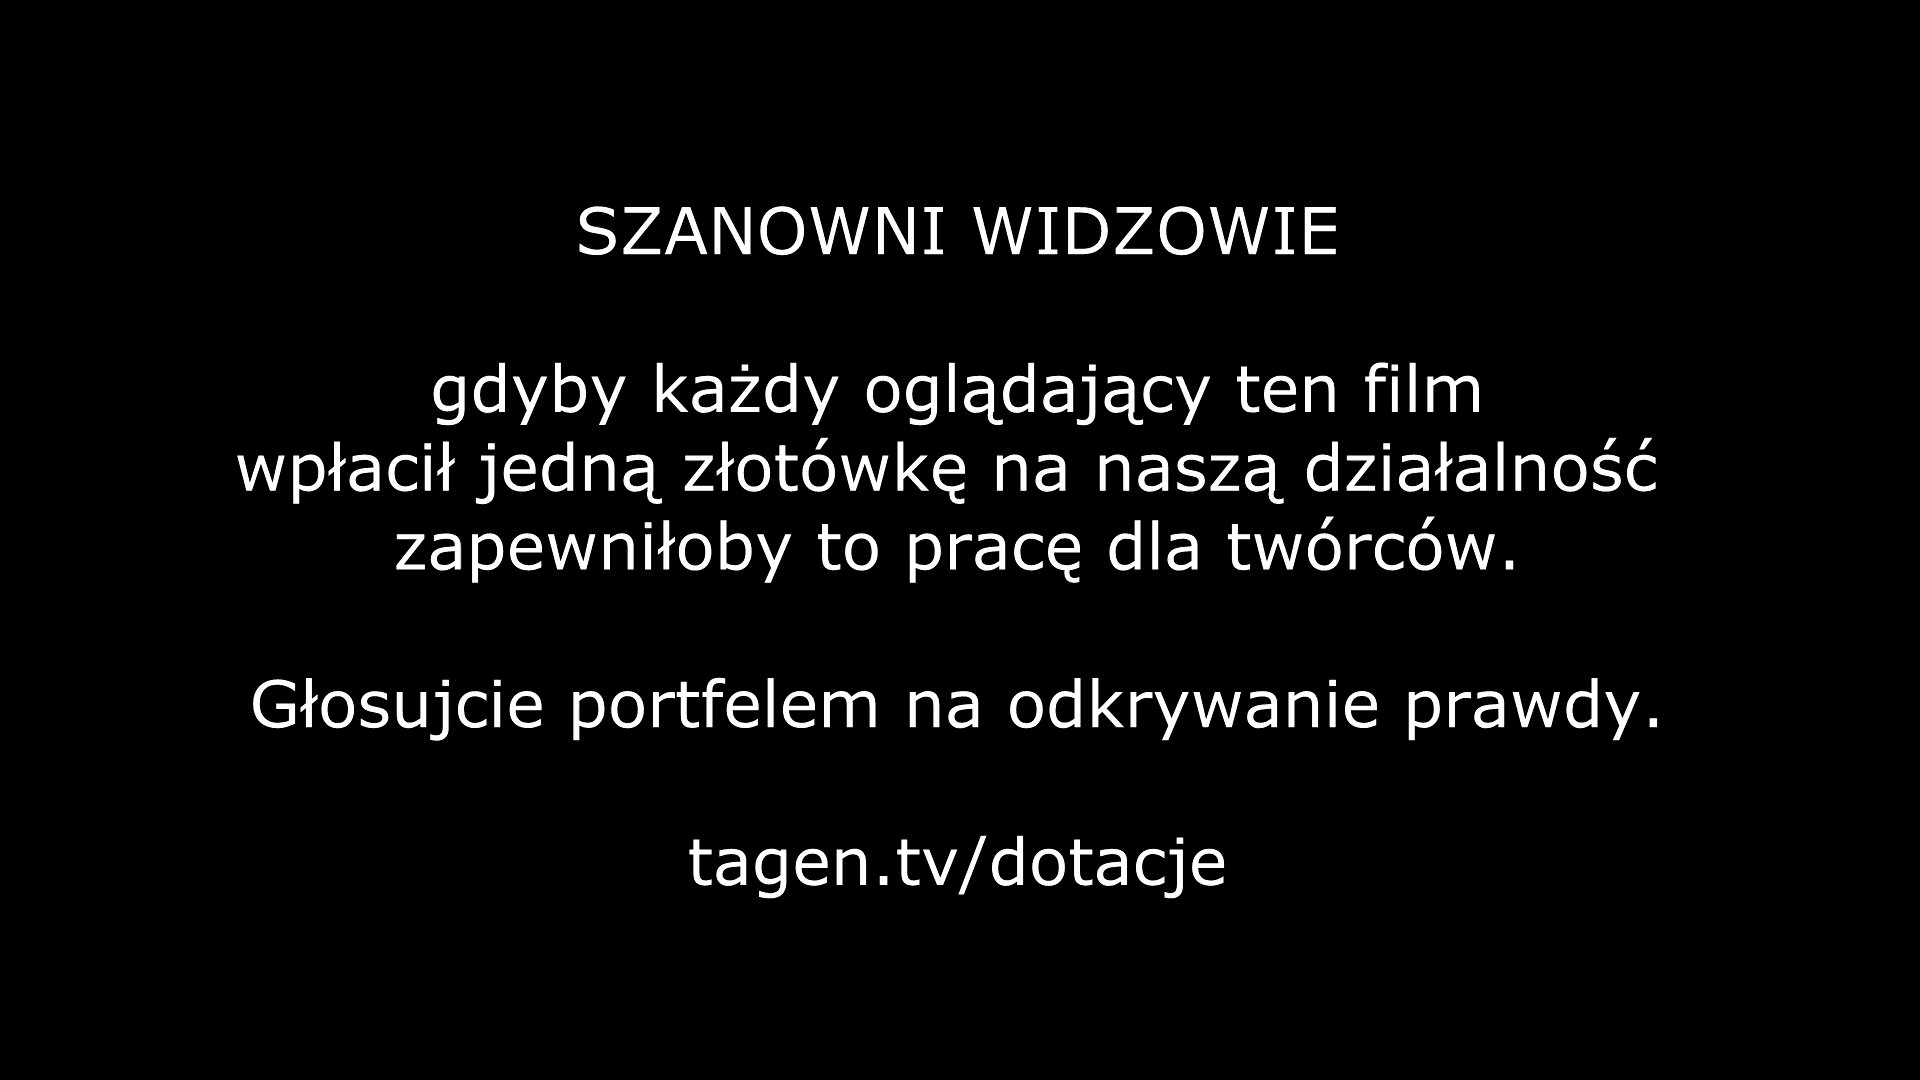 SZANOWNI WIDZOWIE
gdyby każdy oglądający ten film
wpłacił jedną złotówkę na naszą działalność
zapewniłoby to pracę dla twórców.
Głosujcie portfelem na odkrywanie prawdy.
tagen.tv/dotacje